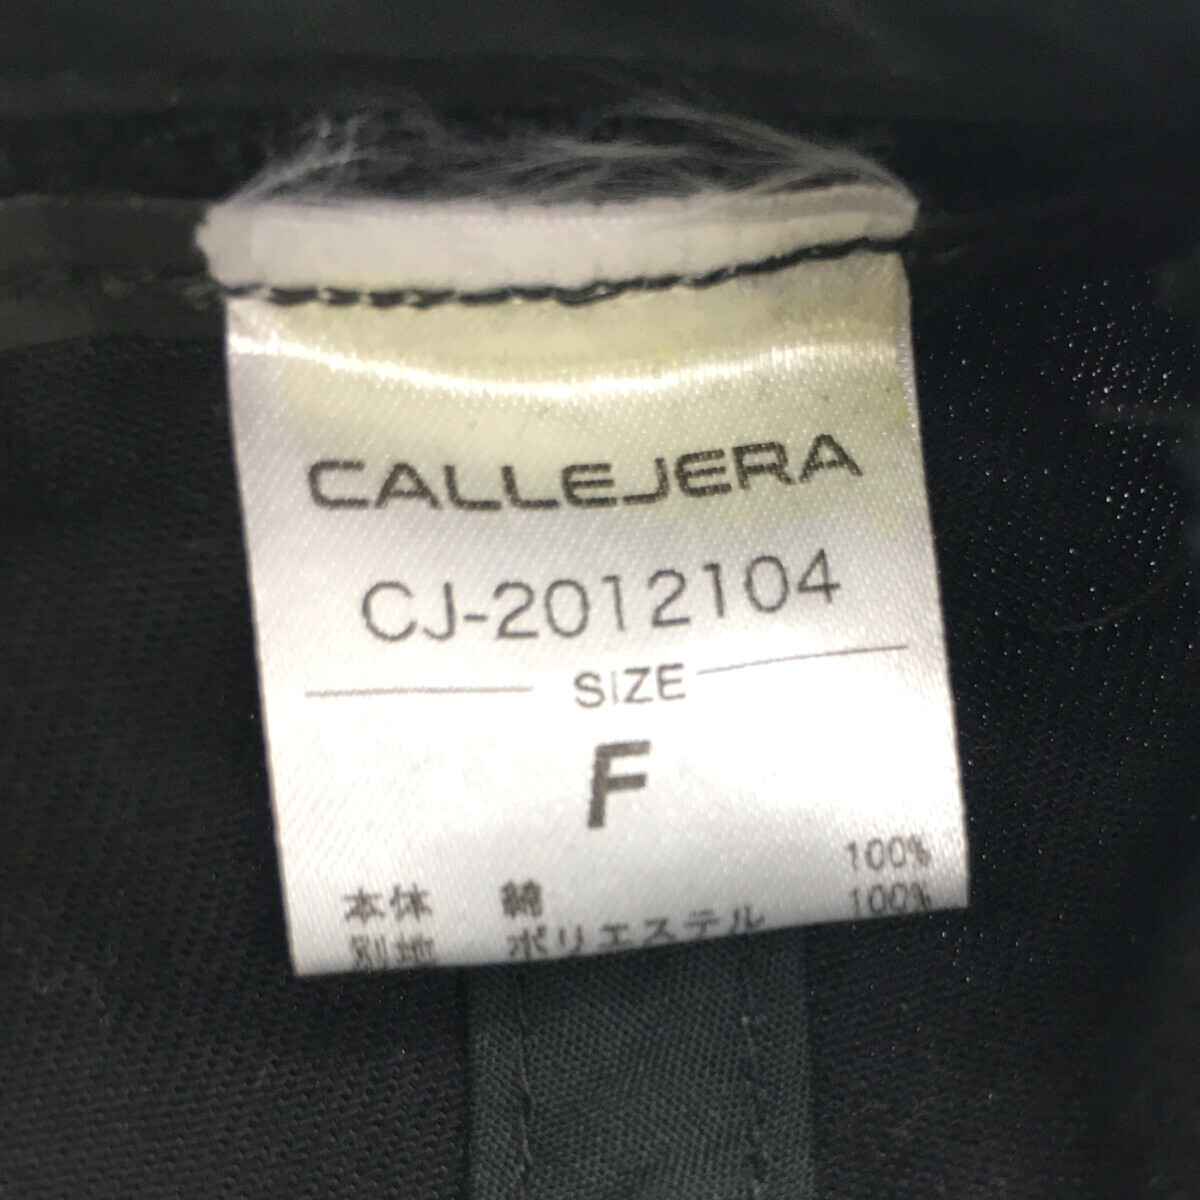 CALLEJERA
CJ-2012104
SIZE
F
本体 綿 100%
別地 ポリエステル 100%